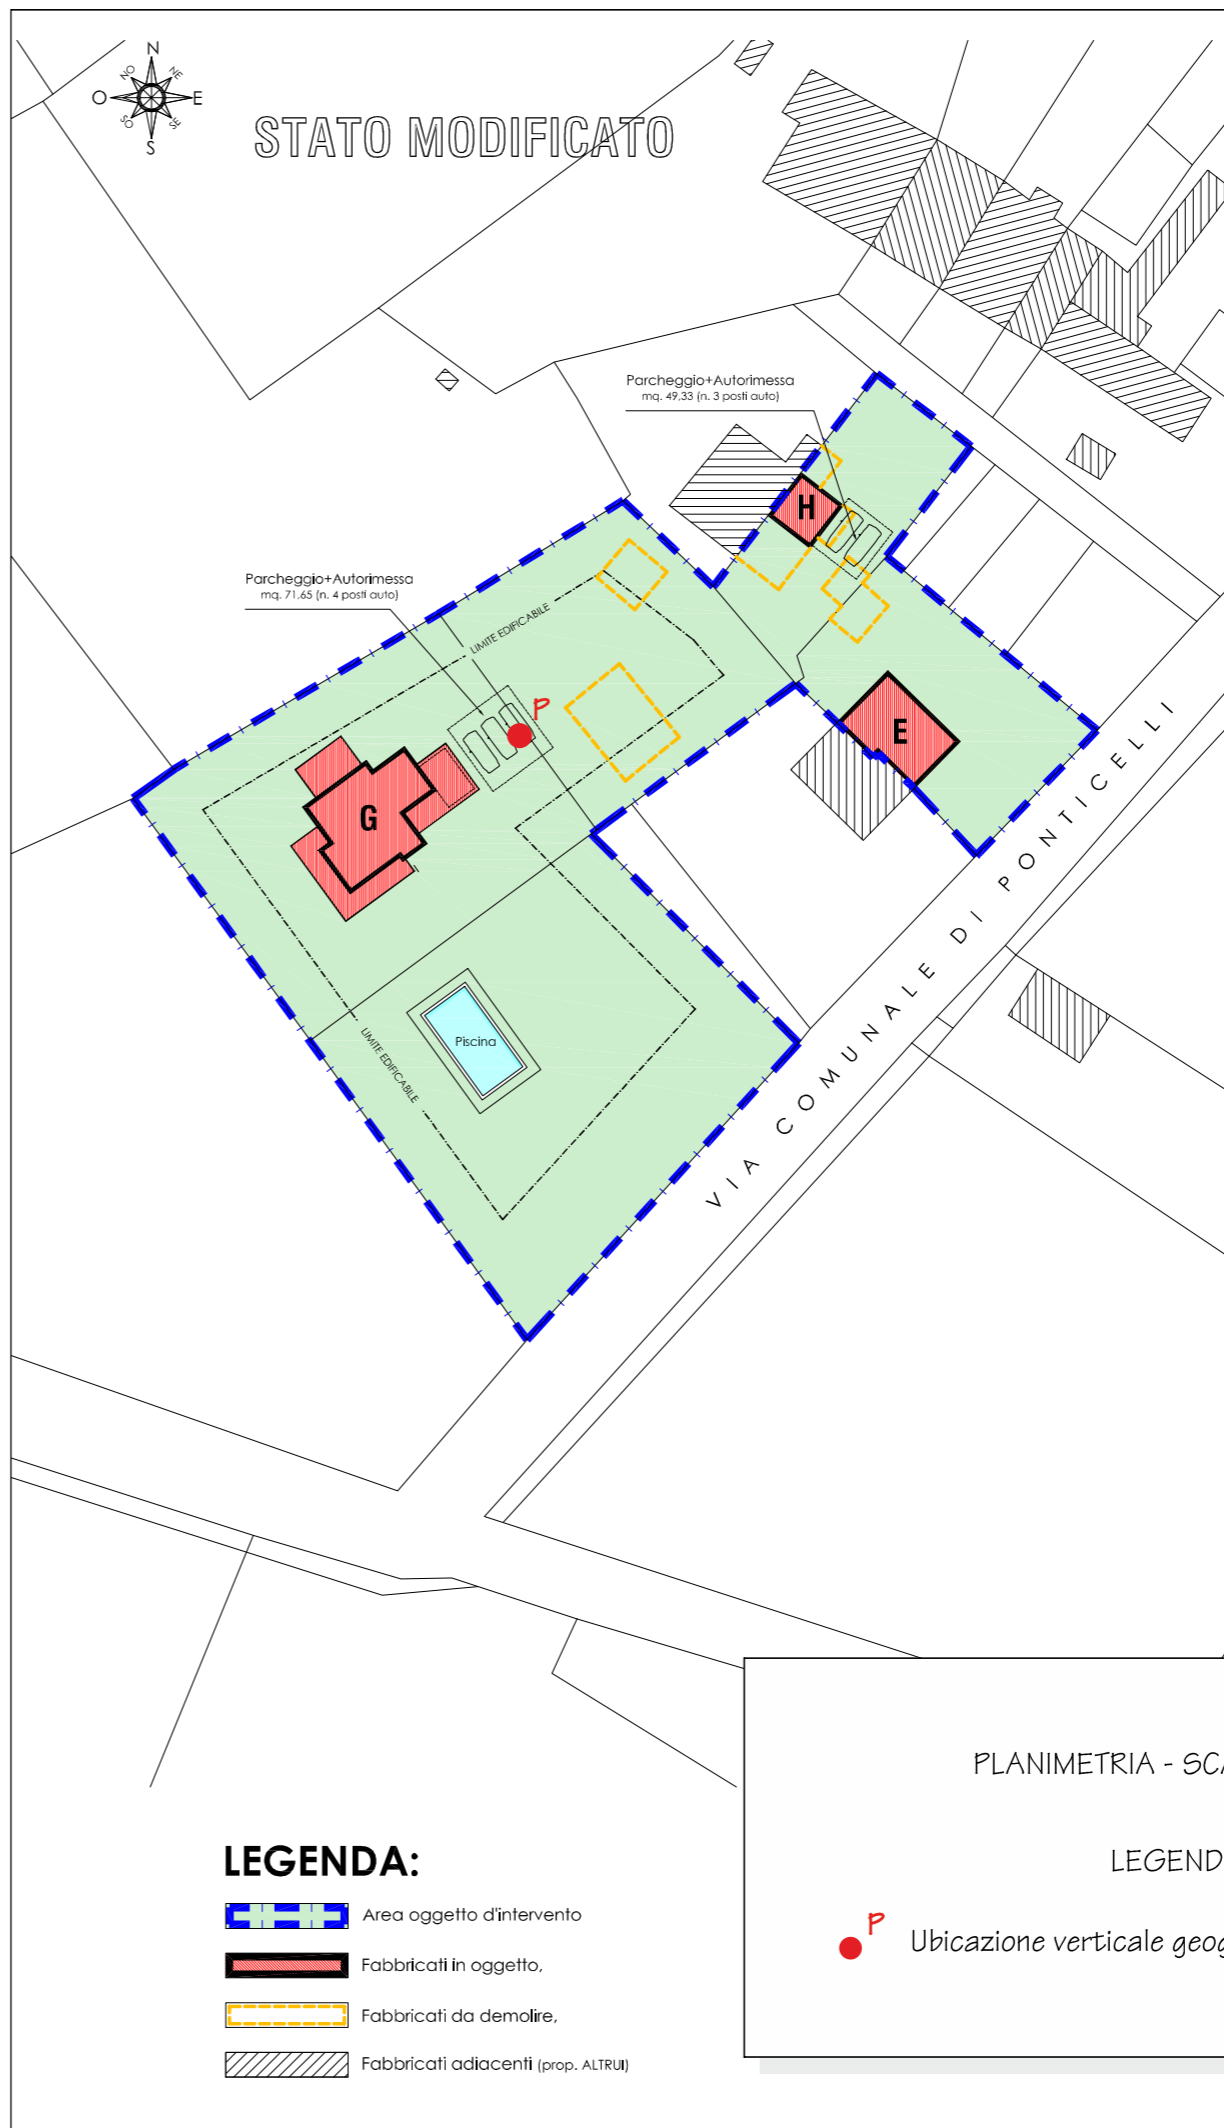 N
NO
NE
O
E
SO
SE
S
STATO MODIFICATO
Parcheggio+Autorimessa
mq. 49,33 (n. 3 posti auto)
H
Parcheggio+Autorimessa
mq. 71,65 (n. 4 posti auto)
LIMITE EDIFICABILE
P
E
G
VIA COMUNALE DI PONTICELLI
Piscina
LIMITE EDIFICABILE
PLANIMETRIA - SCA
LEGEND
P
Ubicazione verticale geog
LEGENDA:
Area oggetto d'intervento
Fabbricati in oggetto,
Fabbricati da demolire,
Fabbricati adiacenti (prop. ALTRUI)